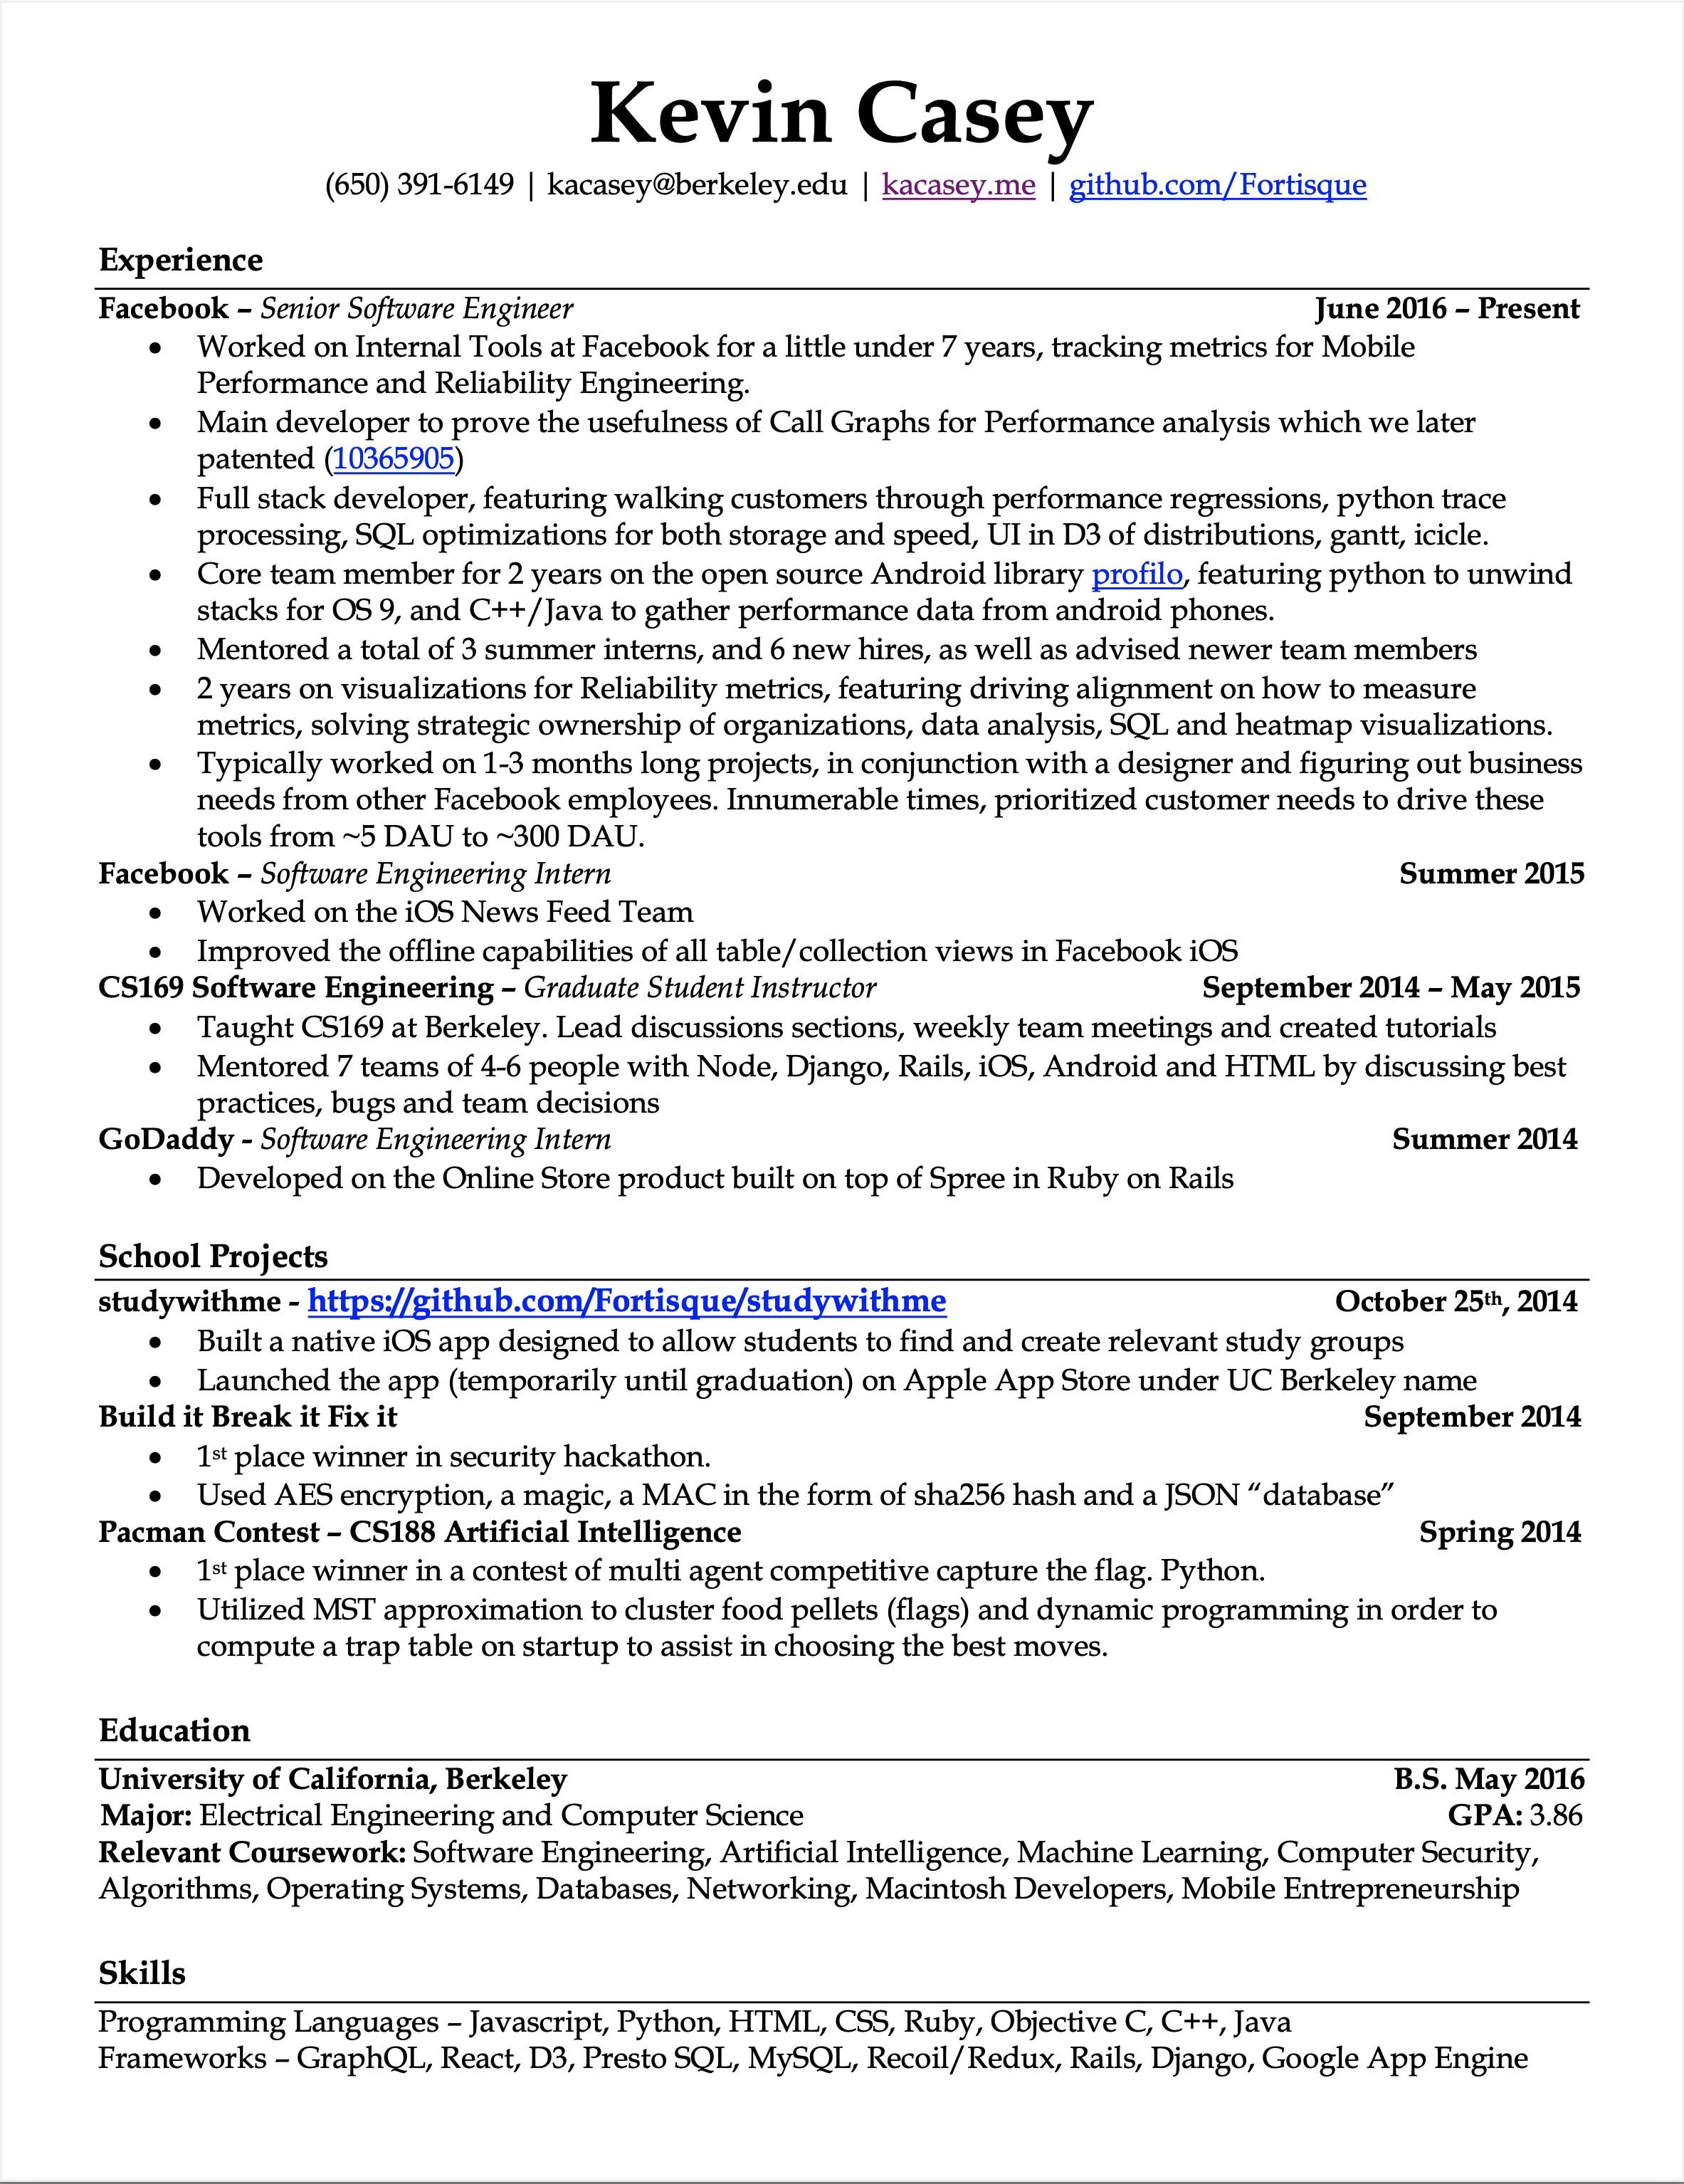 Kevin Casey
(650) 391-6149 | kacasey@berkeley.edu | kacasey.me | github.com/Fortisque
Experience
Facebook – Senior Software Engineer June 2016 – Present
• Worked on Internal Tools at Facebook for a little under 7 years, tracking metrics for Mobile
Performance and Reliability Engineering.
• Main developer to prove the usefulness of Call Graphs for Performance analysis which we later
patented (10365905)
• Full stack developer, featuring walking customers through performance regressions, python trace
processing, SQL optimizations for both storage and speed, UI in D3 of distributions, gantt, icicle.
• Core team member for 2 years on the open source Android library profilo, featuring python to unwind
stacks for OS 9, and C++/Java to gather performance data from android phones.
• Mentored a total of 3 summer interns, and 6 new hires, as well as advised newer team members
• 2 years on visualizations for Reliability metrics, featuring driving alignment on how to measure
metrics, solving strategic ownership of organizations, data analysis, SQL and heatmap visualizations.
• Typically worked on 1-3 months long projects, in conjunction with a designer and figuring out business
needs from other Facebook employees. Innumerable times, prioritized customer needs to drive these
tools from ~5 DAU to ~300 DAU.
Facebook – Software Engineering Intern Summer 2015
• Worked on the iOS News Feed Team
• Improved the offline capabilities of all table/collection views in Facebook iOS
CS169 Software Engineering – Graduate Student Instructor September 2014 – May 2015
• Taught CS169 at Berkeley. Lead discussions sections, weekly team meetings and created tutorials
• Mentored 7 teams of 4-6 people with Node, Django, Rails, iOS, Android and HTML by discussing best
practices, bugs and team decisions
GoDaddy - Software Engineering Intern Summer 2014
• Developed on the Online Store product built on top of Spree in Ruby on Rails
School Projects
studywithme - https://github.com/Fortisque/studywithme October 25th, 2014
• Built a native iOS app designed to allow students to find and create relevant study groups
• Launched the app (temporarily until graduation) on Apple App Store under UC Berkeley name
Build it Break it Fix it September 2014
• 1st place winner in security hackathon.
• Used AES encryption, a magic, a MAC in the form of sha256 hash and a JSON “database”
Pacman Contest – CS188 Artificial Intelligence Spring 2014
• 1st place winner in a contest of multi agent competitive capture the flag. Python.
• Utilized MST approximation to cluster food pellets (flags) and dynamic programming in order to
compute a trap table on startup to assist in choosing the best moves.
Education
University of California, Berkeley B.S. May 2016
Major: Electrical Engineering and Computer Science GPA: 3.86
Relevant Coursework: Software Engineering, Artificial Intelligence, Machine Learning, Computer Security,
Algorithms, Operating Systems, Databases, Networking, Macintosh Developers, Mobile Entrepreneurship
Skills
Programming Languages – Javascript, Python, HTML, CSS, Ruby, Objective C, C++, Java
Frameworks – GraphQL, React, D3, Presto SQL, MySQL, Recoil/Redux, Rails, Django, Google App Engine